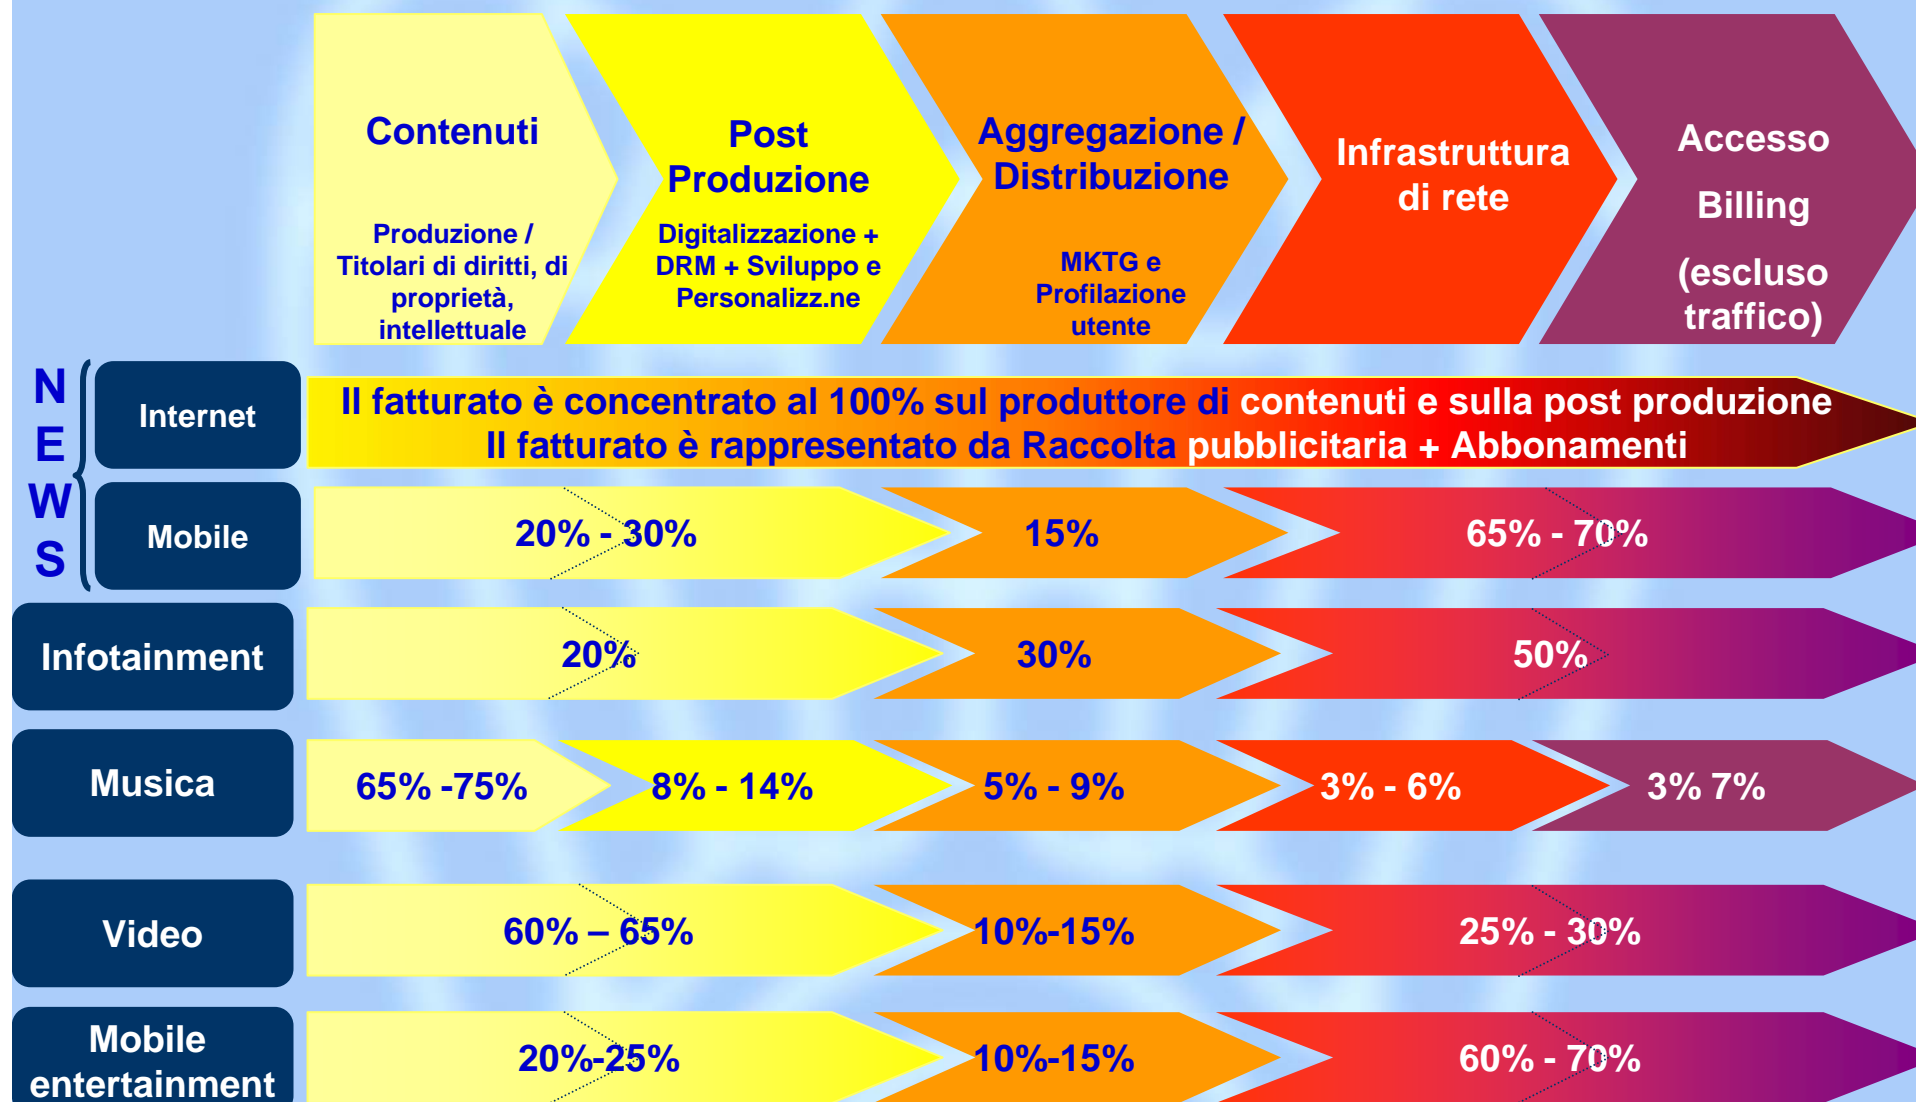 Contenuti
Produzione /
Titolari di diritti, di
proprietà,
intellettuale
Post
Produzione
Digitalizzazione +
DRM + Sviluppo e
Personalizz.ne
Aggregazione /
Distribuzione
MKTG e
Profilazione
utente
Infrastruttura
di rete
Accesso
Billing
(escluso
traffico)
N
E
W
S
Internet
Il fatturato è concentrato al 100% sul produttore di contenuti e sulla post produzione
Il fatturato è rappresentato da Raccolta pubblicitaria + Abbonamenti
Mobile
20% - 30%
15%
65% - 70%
Infotainment
20%
30%
50%
Musica
65% -75%
8% - 14%
5% - 9%
3% - 6%
3% 7%
Video
60% – 65%
10%-15%
25% - 30%
Mobile
entertainment
20%-25%
10%-15%
60% - 70%